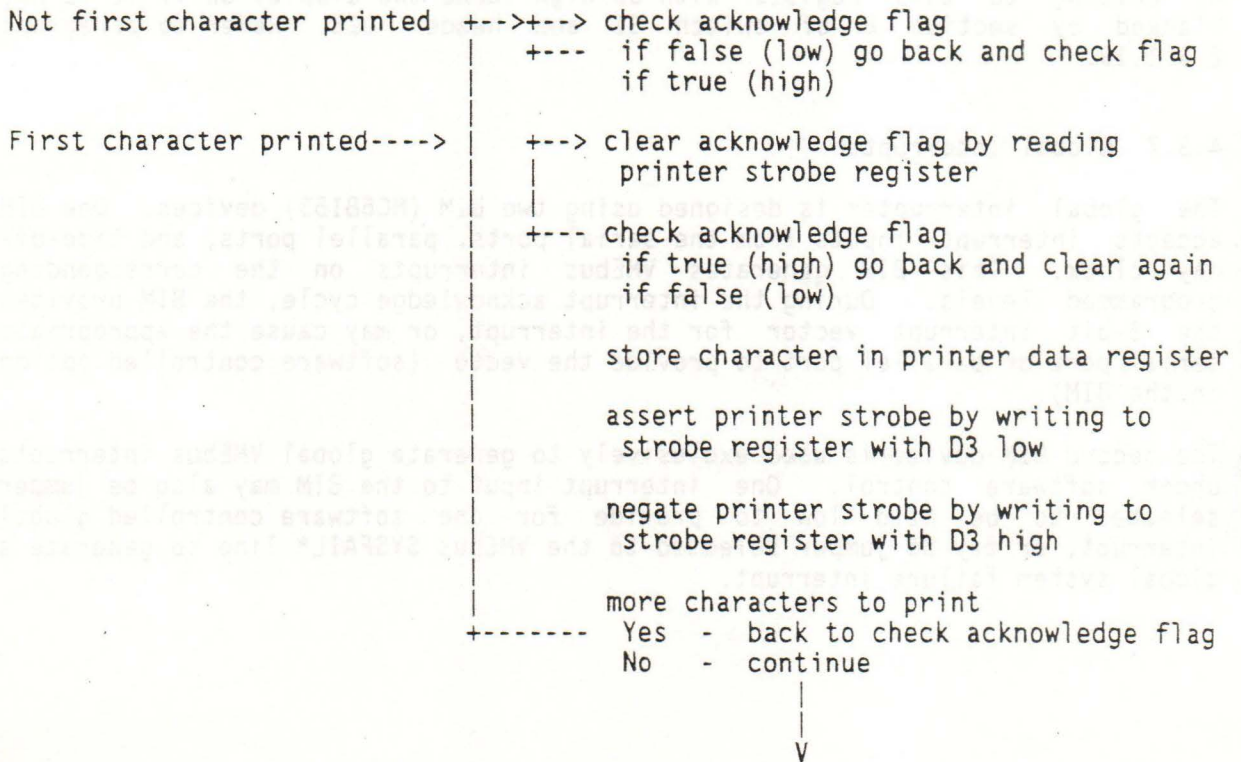 Not first character printed +-->+--> check acknowledge flag
+--- if false (low) go back and check flag
if true (high)
First character printed----> +--> clear acknowledge flag by reading
printer strobe register
+--- check acknowledge flag
if true (high) go back and clear again
if false (low)
store character in printer data register
assert printer strobe by writing to
strobe register with D3 low
negate printer strobe by writing to
strobe register with D3 high
more characters to print
+------- Yes - back to check acknowledge flag
No - continue
V